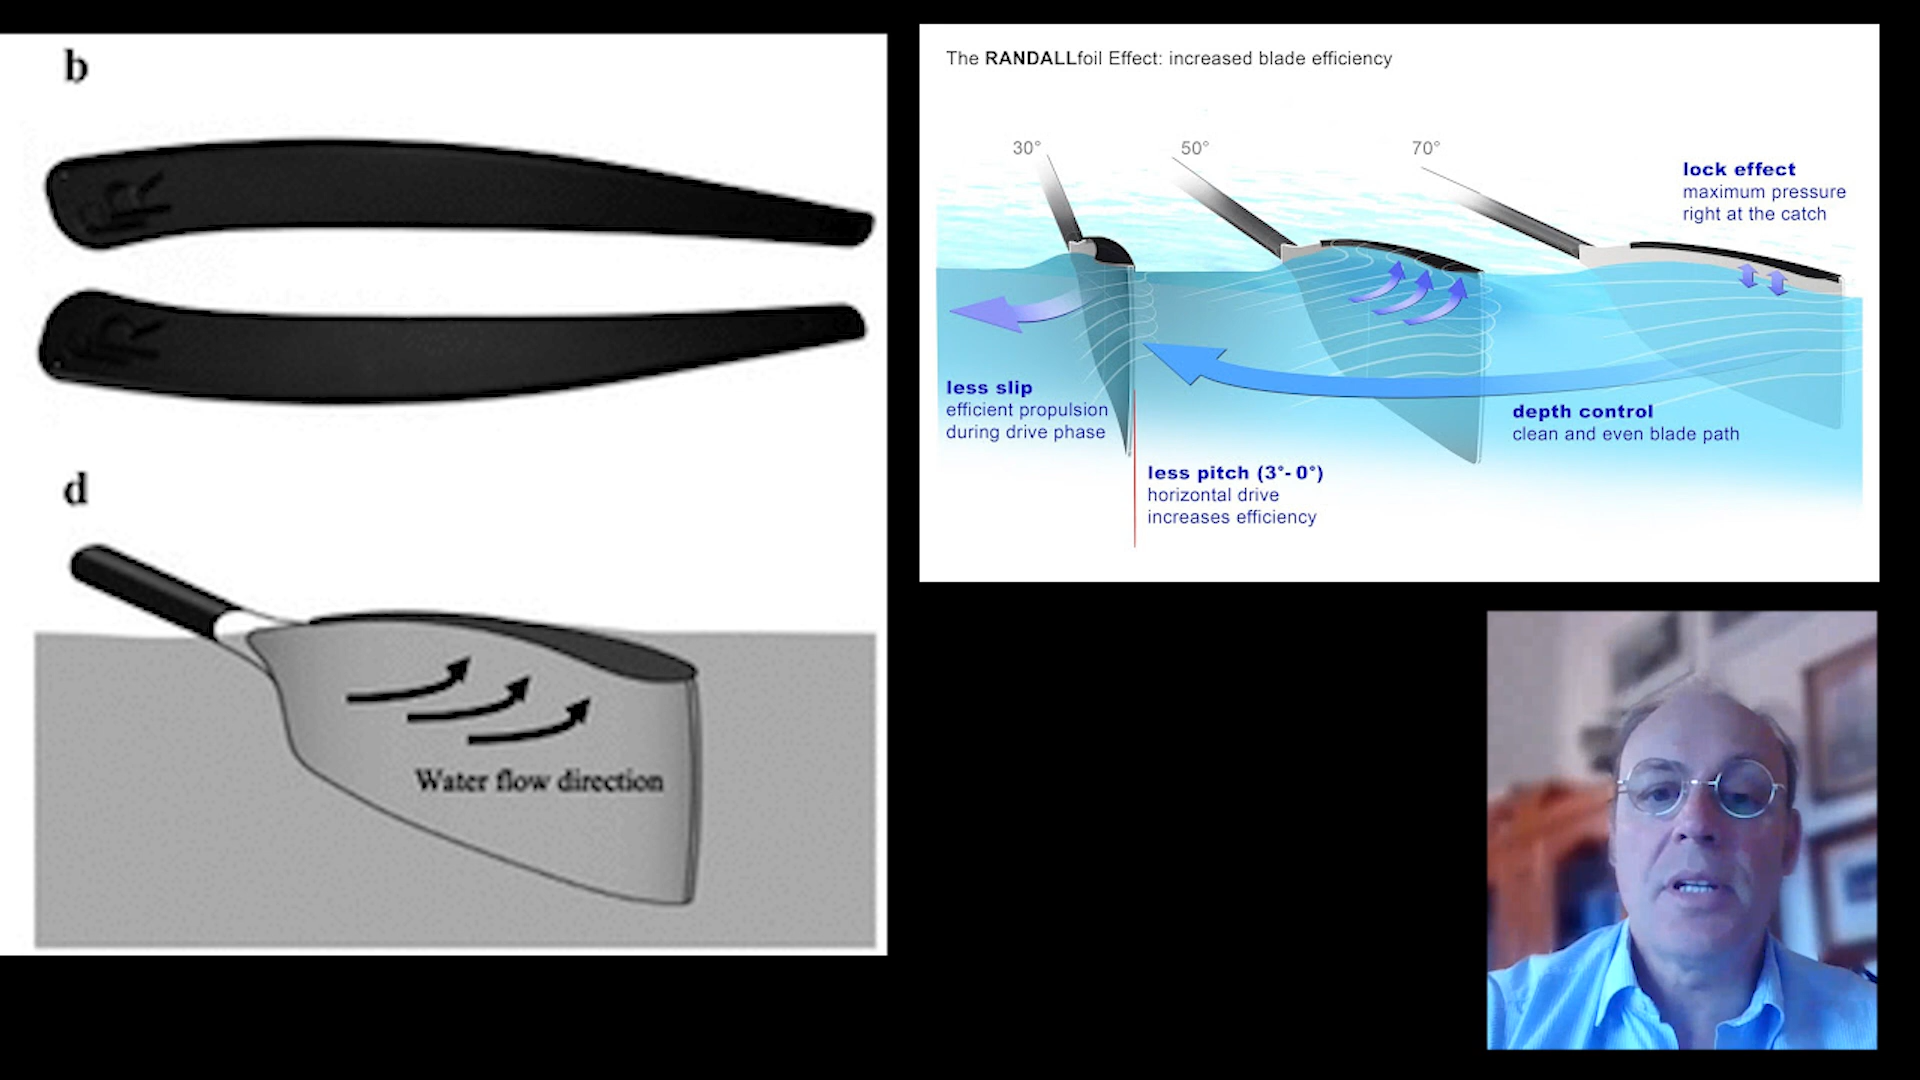 b
d
Water flow direction
The RANDALLfoil Effect: increased blade efficiency
30°
50°
70°
lock effect
maximum pressure
right at the catch
less slip
efficient propulsion
during drive phase
depth control
clean and even blade path
less pitch (3°- 0°)
horizontal drive
increases efficiency